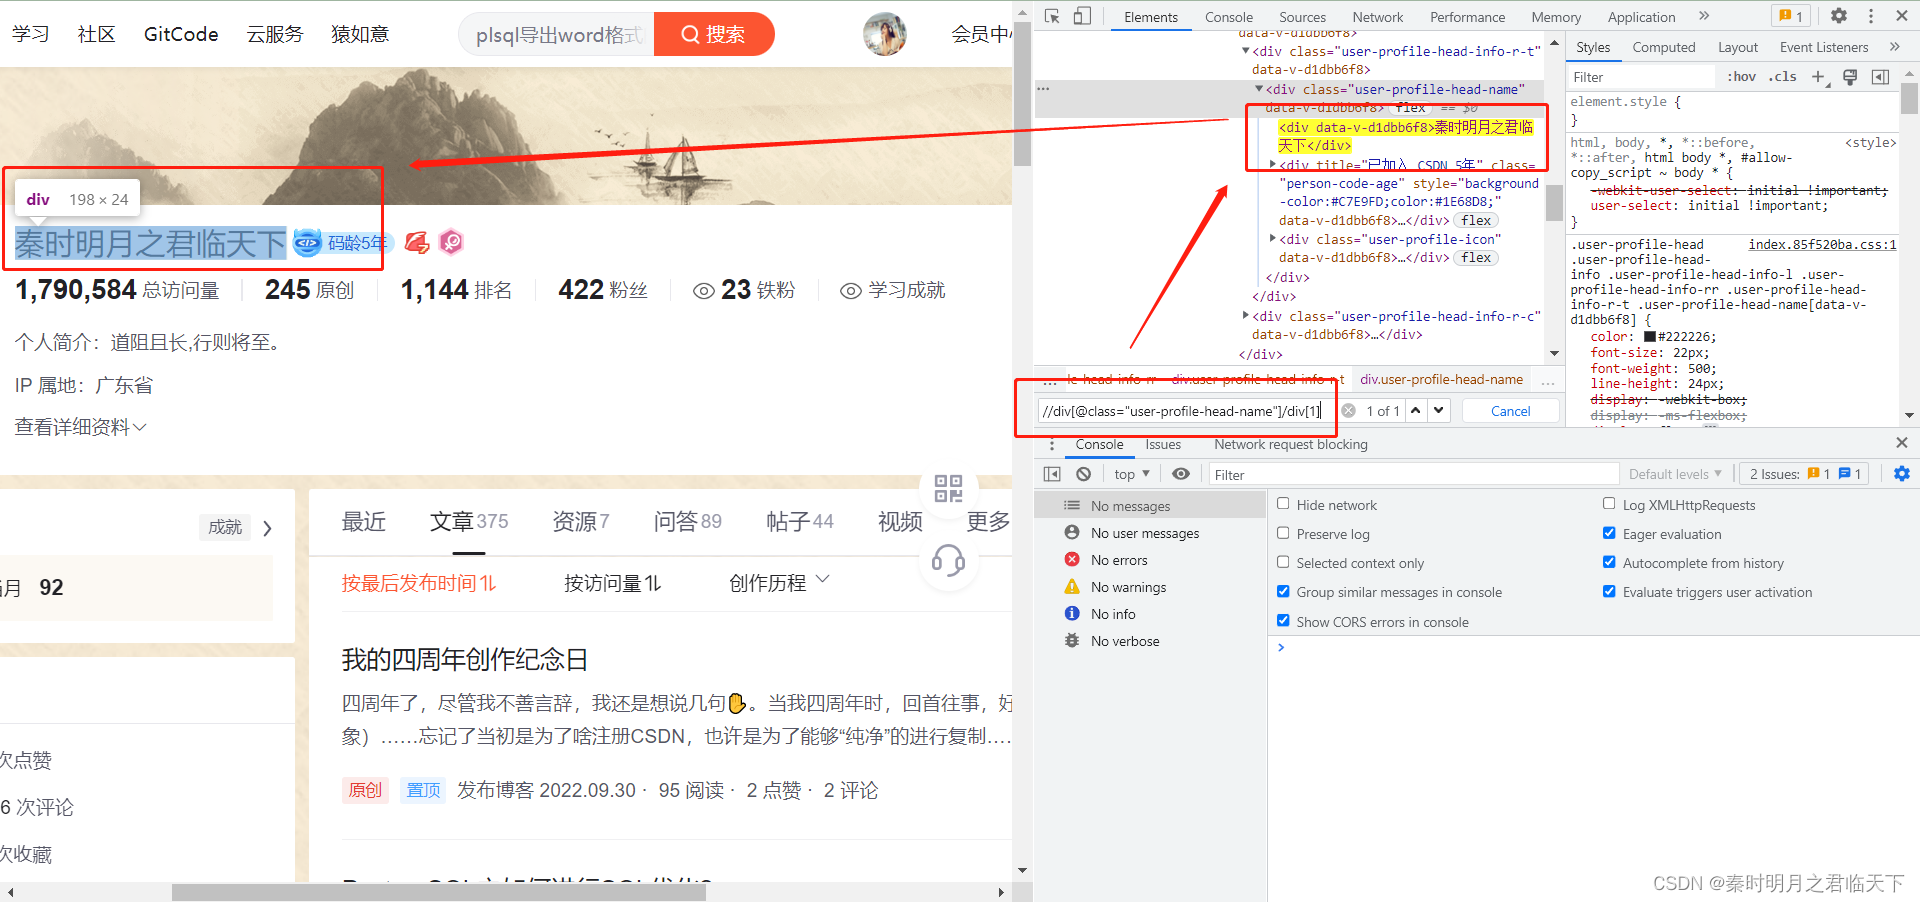 学习 社区 GitCode 云服务 猿如意
plsql导出word格式 搜索
会员中
div 198 × 24
秦时明月之君临天下 码龄5年
1,790,584 总访问量 245 原创 1,144 排名 422 粉丝 23 铁粉 学习成就
个人简介：道阻且长,行则将至。
IP 属地：广东省
查看详细资料
成就
当月 92
次点赞
6 次评论
次收藏
最近 文章375 资源7 问答89 帖子44 视频 更多
按最后发布时间 按访问量 创作历程
我的四周年创作纪念日
四周年了，尽管我不善言辞，我还是想说几句✋。当我四周年时，回首往事，好
象）……忘记了当初是为了啥注册CSDN，也许是为了能够“纯净”的进行复制.…
原创 置顶 发布博客 2022.09.30 · 95 阅读 · 2 点赞 · 2 评论
Elements Console Sources Network Performance Memory Application » 1
data-v-d1dbb6f8>
<div class="user-profile-head-info-r-t"
data-v-d1dbb6f8>
<div class="user-profile-head-name"
data-v-d1dbb6f8> flex == $0
<div data-v-d1dbb6f8>秦时明月之君临
天下</div>
<div title="已加入 CSDN 5年" class=
"person-code-age" style="background
-color:#C7E9FD;color:#1E68D8;"
data-v-d1dbb6f8>…</div> flex
<div class="user-profile-icon"
data-v-d1dbb6f8>…</div> flex
</div>
</div>
<div class="user-profile-head-info-r-c"
data-v-d1dbb6f8>…</div>
</div>
... le-head-info-rr div.user-profile-head-info-r-t div.user-profile-head-name ...
//div[@class="user-profile-head-name"]/div[1] 1 of 1 Cancel
Styles Computed Layout Event Listeners »
Filter :hov .cls
element.style {
}
html, body, *, *::before, <style>
*::after, html body *, #allow-
copy_script ~ body * {
-webkit-user-select: initial !important;
user-select: initial !important;
}
.user-profile-head index.85f520ba.css:1
.user-profile-head-
info .user-profile-head-info-l .user-
profile-head-info-rr .user-profile-head-
info-r-t .user-profile-head-name[data-v-
d1dbb6f8] {
color: #222226;
font-size: 22px;
font-weight: 500;
line-height: 24px;
display: -webkit-box;
display: -ms-flexbox;
Console Issues Network request blocking
top Filter Default levels 2 Issues: 1 1
No messages
No user messages
No errors
No warnings
No info
No verbose
Hide network Log XMLHttpRequests
Preserve log Eager evaluation
Selected context only Autocomplete from history
Group similar messages in console Evaluate triggers user activation
Show CORS errors in console
CSDN @秦时明月之君临天下